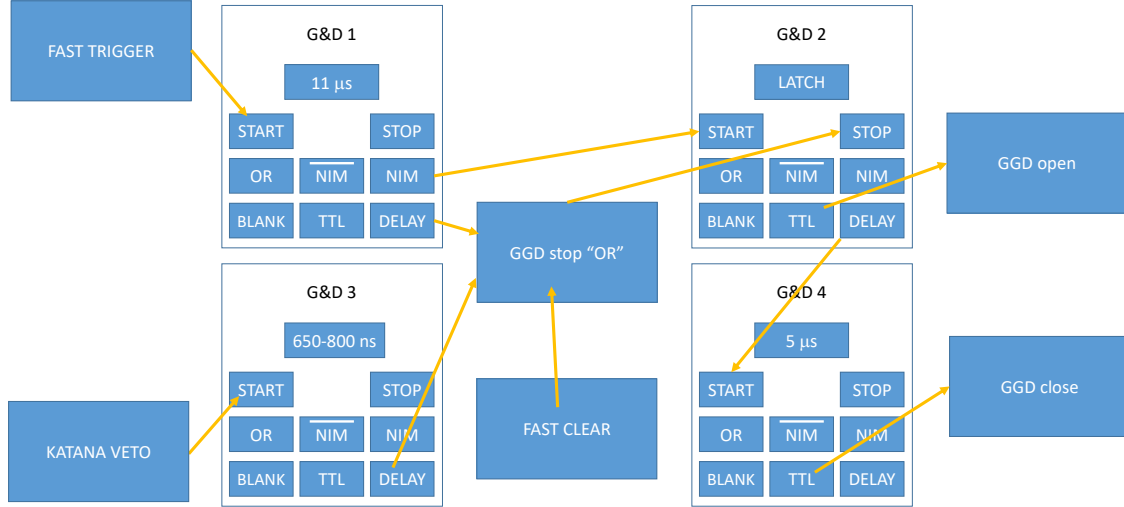 FAST TRIGGER
G&D 1
11 μs
START STOP
OR NIM NIM
BLANK TTL DELAY
G&D 2
LATCH
START STOP
OR NIM NIM
BLANK TTL DELAY
GGD open
GGD stop “OR”
G&D 3
650-800 ns
START STOP
OR NIM NIM
BLANK TTL DELAY
KATANA VETO
FAST CLEAR
G&D 4
5 μs
START STOP
OR NIM NIM
BLANK TTL DELAY
GGD close